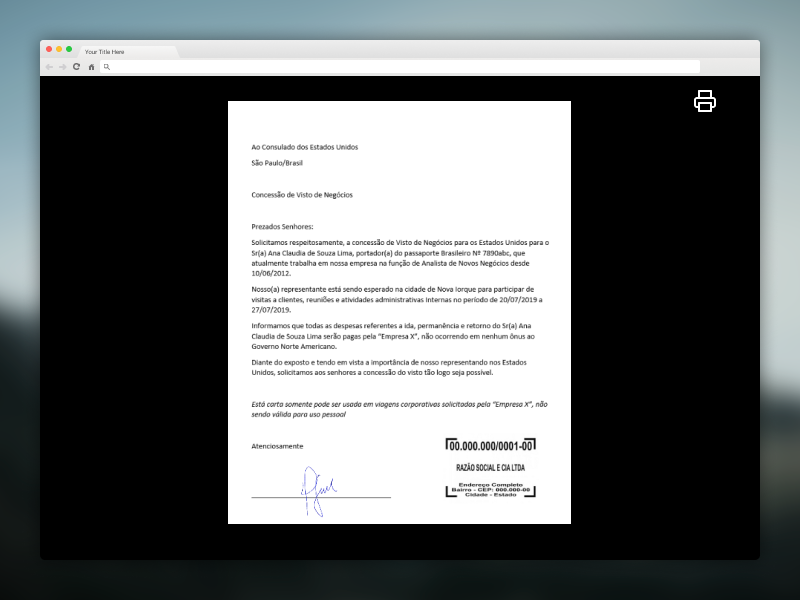 Your Title Here
Ao Consulado dos Estados Unidos
São Paulo/Brasil
Concessão de Visto de Negócios
Prezados Senhores:
Solicitamos respeitosamente, a concessão de Visto de Negócios para os Estados Unidos para o
Sr(a) Ana Claudia de Souza Lima, portador(a) do passaporte Brasileiro Nº 7890abc, que
atualmente trabalha em nossa empresa na função de Analista de Novos Negócios desde
10/06/2012.
Nosso(a) representante está sendo esperado na cidade de Nova Iorque para participar de
visitas a clientes, reuniões e atividades administrativas Internas no período de 20/07/2019 a
27/07/2019.
Informamos que todas as despesas referentes a ida, permanência e retorno do Sr(a) Ana
Claudia de Souza Lima serão pagas pela "Empresa X", não ocorrendo em nenhum ônus ao
Governo Norte Americano.
Diante do exposto e tendo em vista a importância de nosso representando nos Estados
Unidos, solicitamos aos senhores a concessão do visto tão logo seja possível.
Está carta somente pode ser usada em viagens corporativas solicitadas pela "Empresa X", não
sendo válida para uso pessoal
Atenciosamente
00.000.000/0001-00
RAZÃO SOCIAL E CIA LTDA
Endereço Completo
Bairro - CEP: 000.000-00
Cidade - Estado